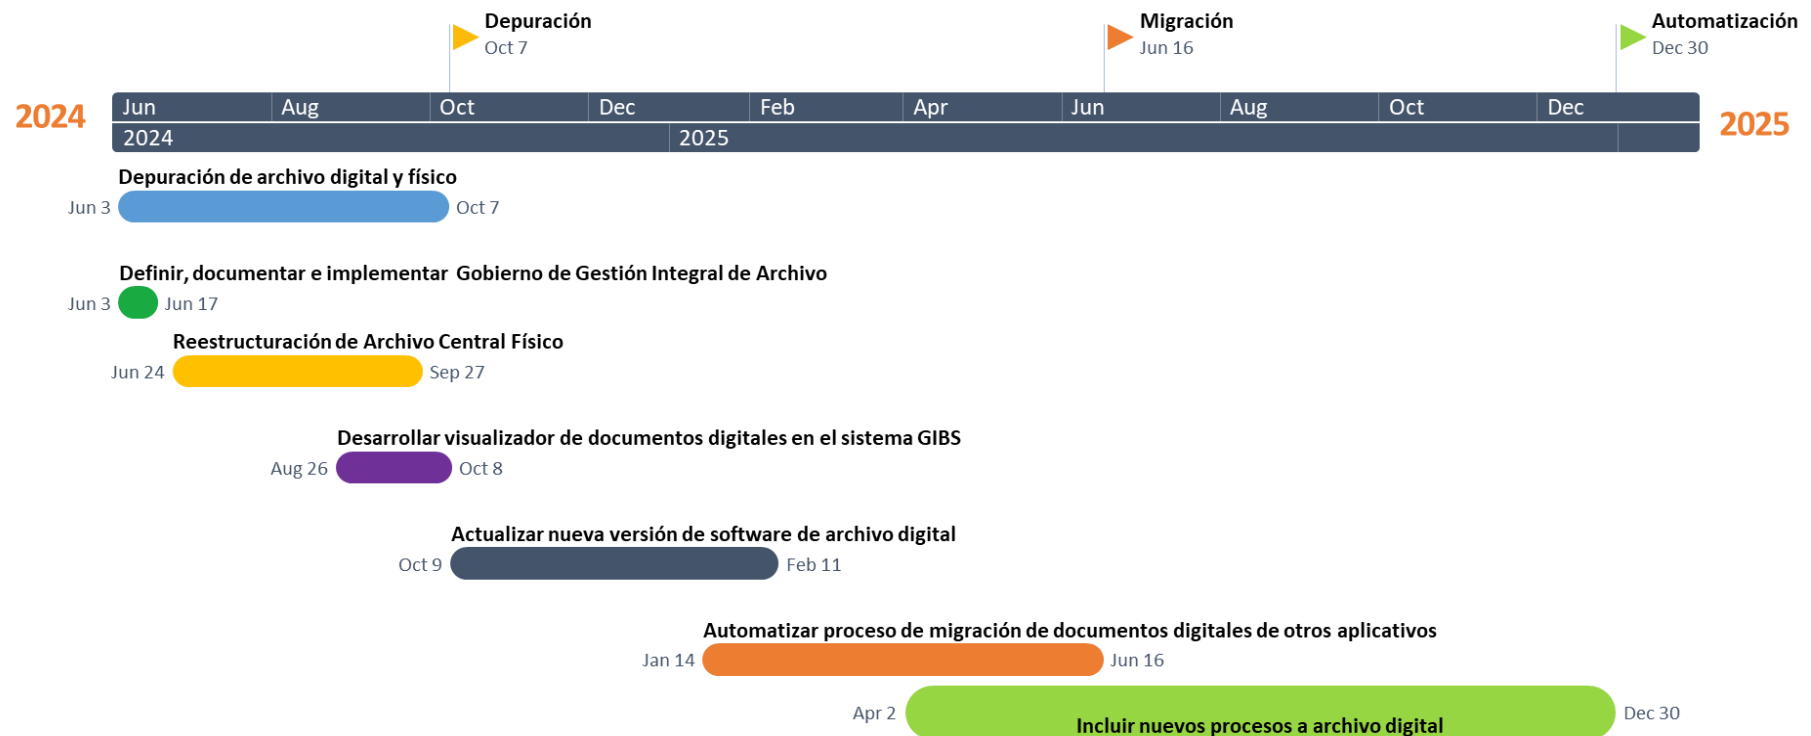 Depuración
Oct 7
Migración
Jun 16
Automatización
Dec 30
2024
Jun Aug Oct Dec Feb Apr Jun Aug Oct Dec
2024 2025
2025
Depuración de archivo digital y físico
Jun 3 Oct 7
Definir, documentar e implementar Gobierno de Gestión Integral de Archivo
Jun 3 Jun 17
Reestructuración de Archivo Central Físico
Jun 24 Sep 27
Desarrollar visualizador de documentos digitales en el sistema GIBS
Aug 26 Oct 8
Actualizar nueva versión de software de archivo digital
Oct 9 Feb 11
Automatizar proceso de migración de documentos digitales de otros aplicativos
Jan 14 Jun 16
Apr 2 Dec 30
Incluir nuevos procesos a archivo digital